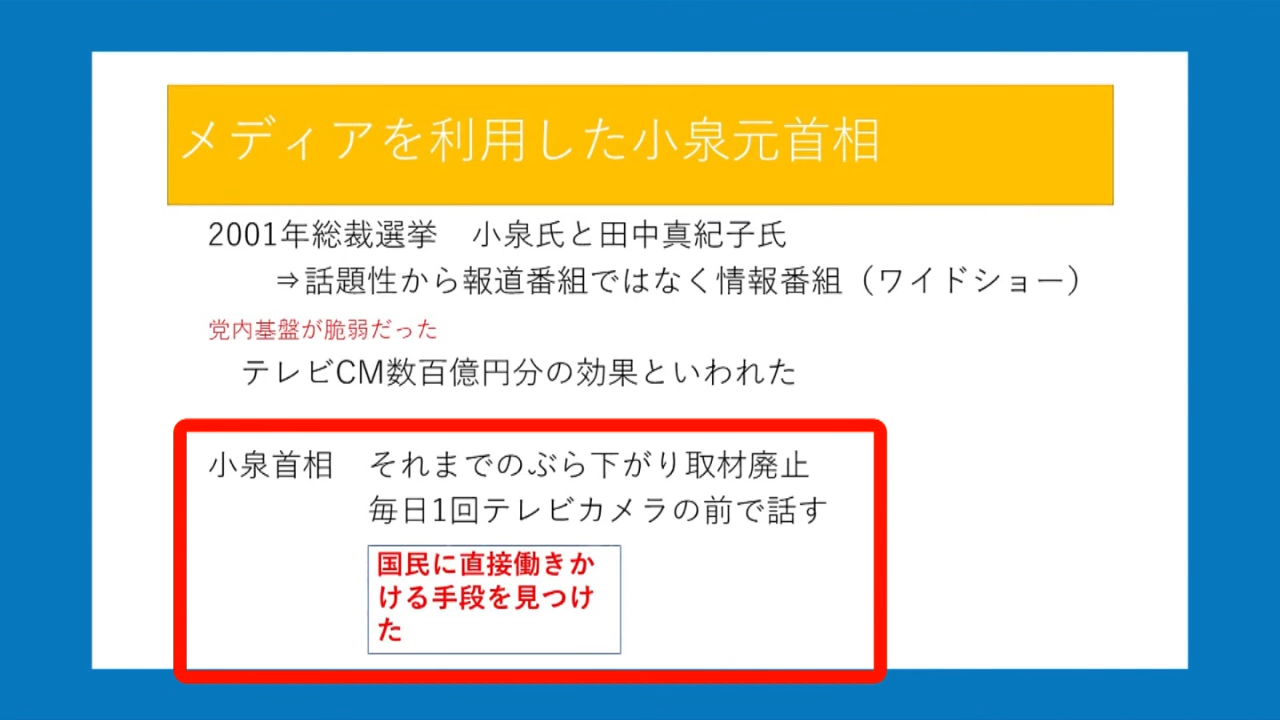 メディアを利用した小泉元首相
2001年総裁選挙　小泉氏と田中真紀子氏
⇒話題性から報道番組ではなく情報番組（ワイドショー）
党内基盤が脆弱だった
テレビCM数百億円分の効果といわれた
小泉首相　それまでのぶら下がり取材廃止
毎日1回テレビカメラの前で話す
国民に直接働きか
ける手段を見つけ
た